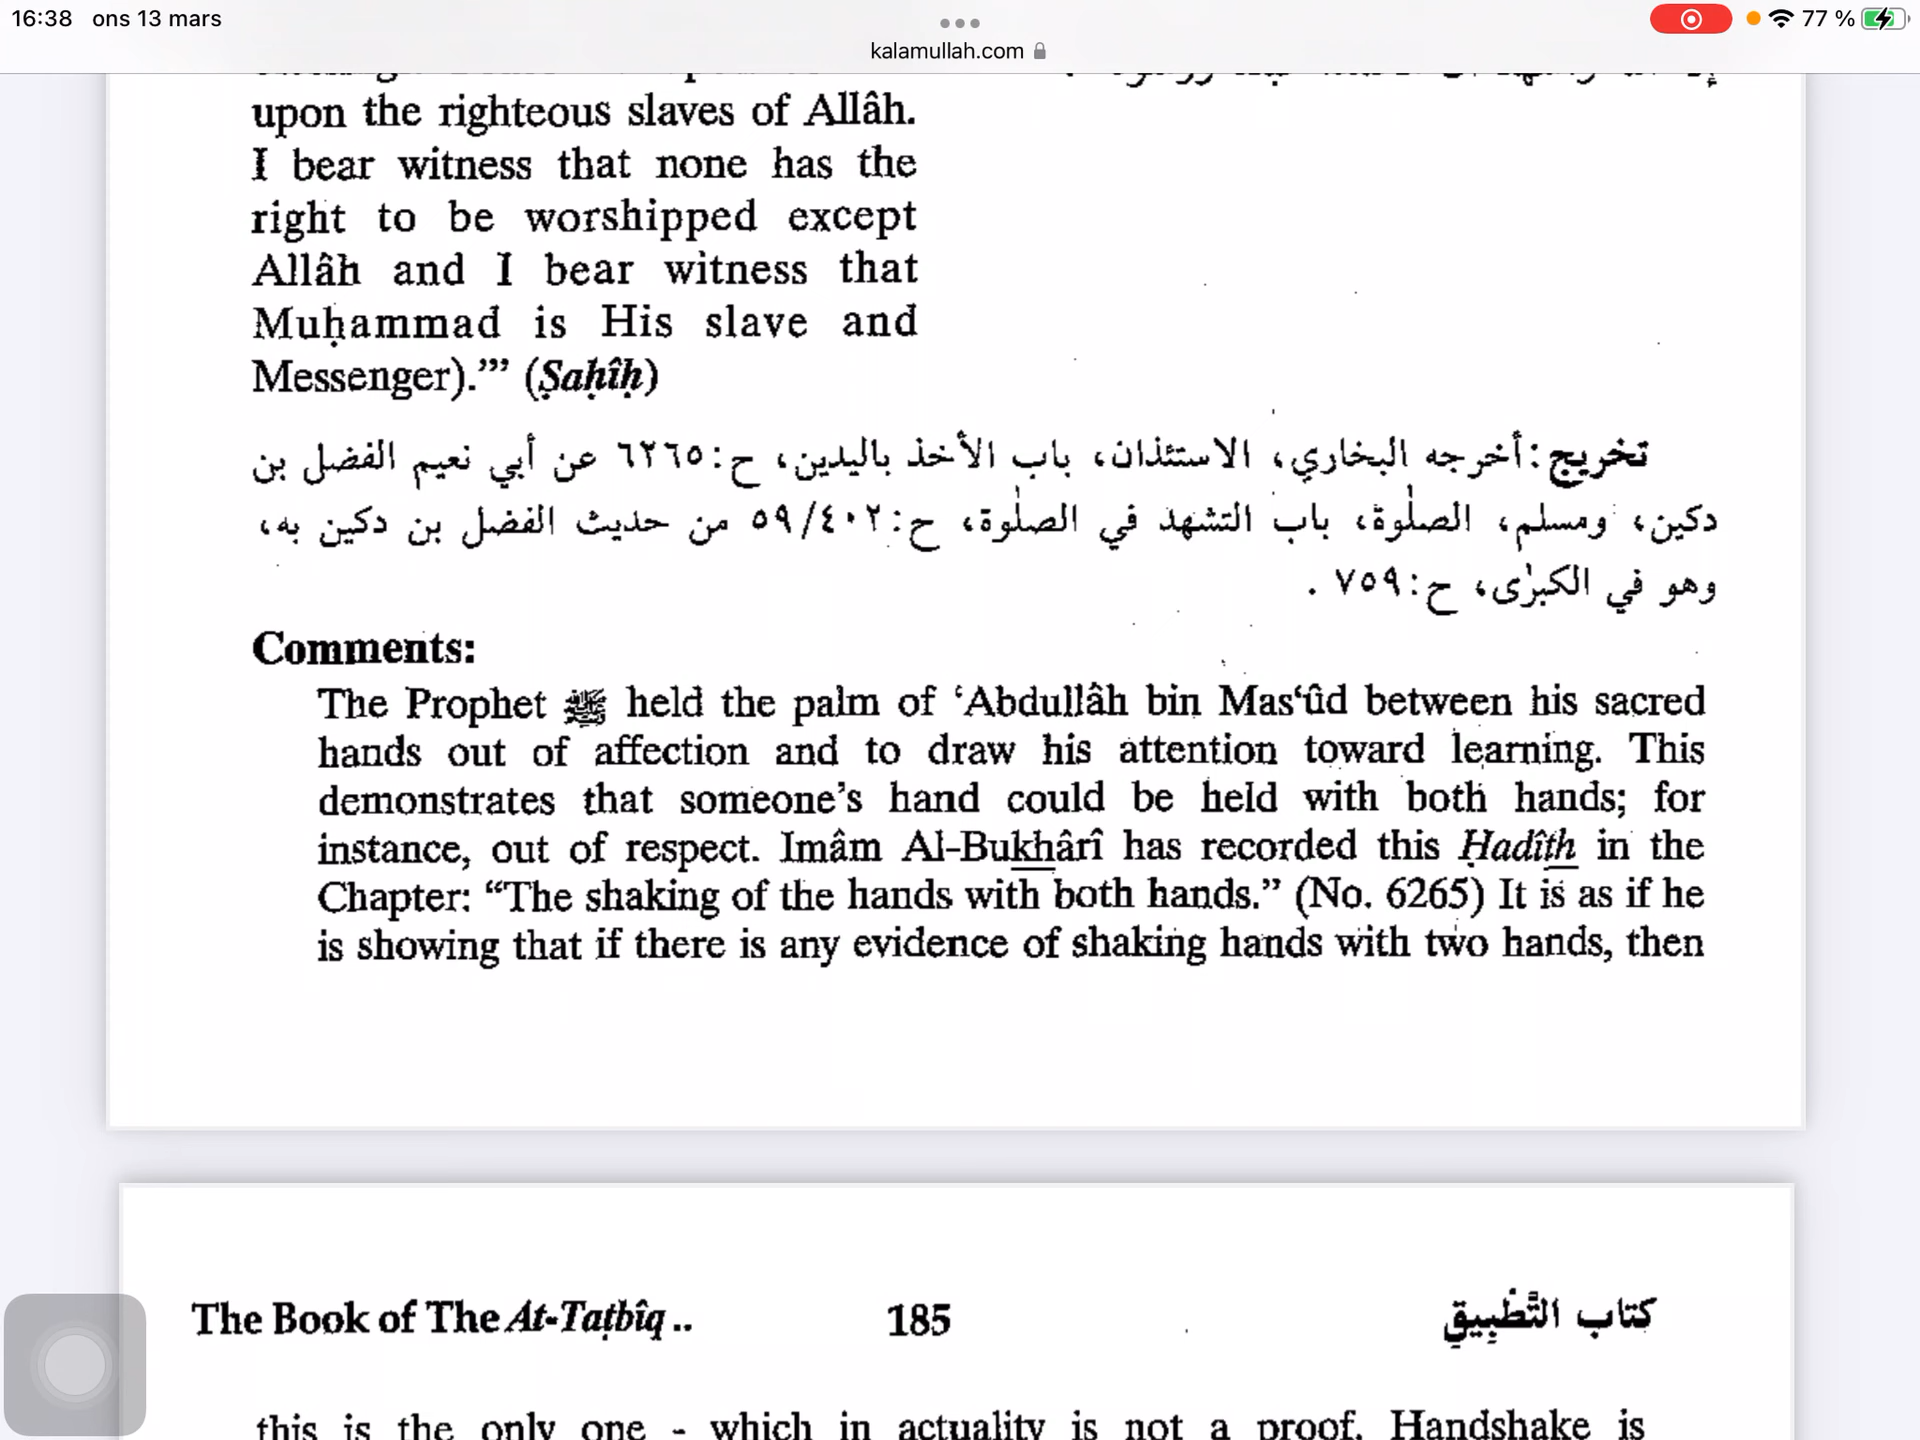 16:38 ons 13 mars
77 %
kalamullah.com
upon the righteous slaves of Allâh.
I bear witness that none has the
right to be worshipped except
Allâh and I bear witness that
Muḥammad is His slave and
Messenger).”’” (Ṣaḥîḥ)
تخريج: أخرجه البخاري، الاستئذان، باب الأخذ باليدين، ح: ٦٢٦٥ عن أبي نعيم الفضل بن
دكين، ومسلم، الصلٰوة، باب التشهد في الصلٰوة، ح: ٥٩/٤٠٢ من حديث الفضل بن دكين به،
وهو في الكبرٰى، ح: ٧٥٩ .
Comments:
The Prophet ﷺ held the palm of ‘Abdullâh bin Mas‘ûd between his sacred
hands out of affection and to draw his attention toward learning. This
demonstrates that someone’s hand could be held with both hands; for
instance, out of respect. Imâm Al-Bukhârî has recorded this Ḥadîth in the
Chapter: “The shaking of the hands with both hands.” (No. 6265) It is as if he
is showing that if there is any evidence of shaking hands with two hands, then
The Book of The At-Taṭbîq .. 185 كتاب التَّطْبِيقِ
this is the only one - which in actuality is not a proof. Handshake is